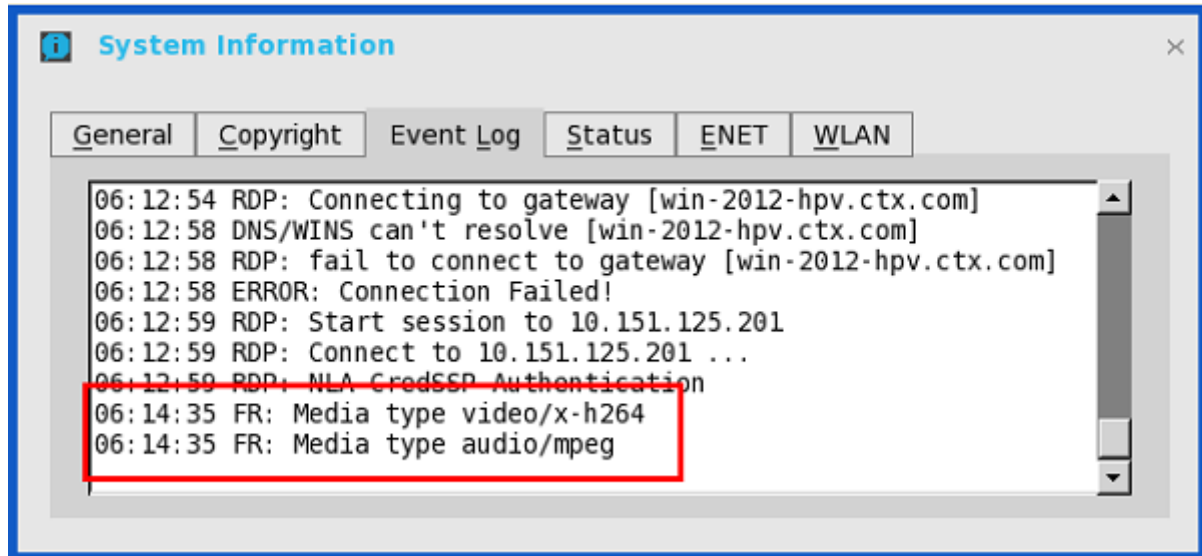 System Information
General Copyright Event Log Status ENET WLAN
06:12:54 RDP: Connecting to gateway [win-2012-hpv.ctx.com]
06:12:58 DNS/WINS can't resolve [win-2012-hpv.ctx.com]
06:12:58 RDP: fail to connect to gateway [win-2012-hpv.ctx.com]
06:12:58 ERROR: Connection Failed!
06:12:59 RDP: Start session to 10.151.125.201
06:12:59 RDP: Connect to 10.151.125.201 ...
06:12:59 RDP: NLA CredSSP Authentication
06:14:35 FR: Media type video/x-h264
06:14:35 FR: Media type audio/mpeg